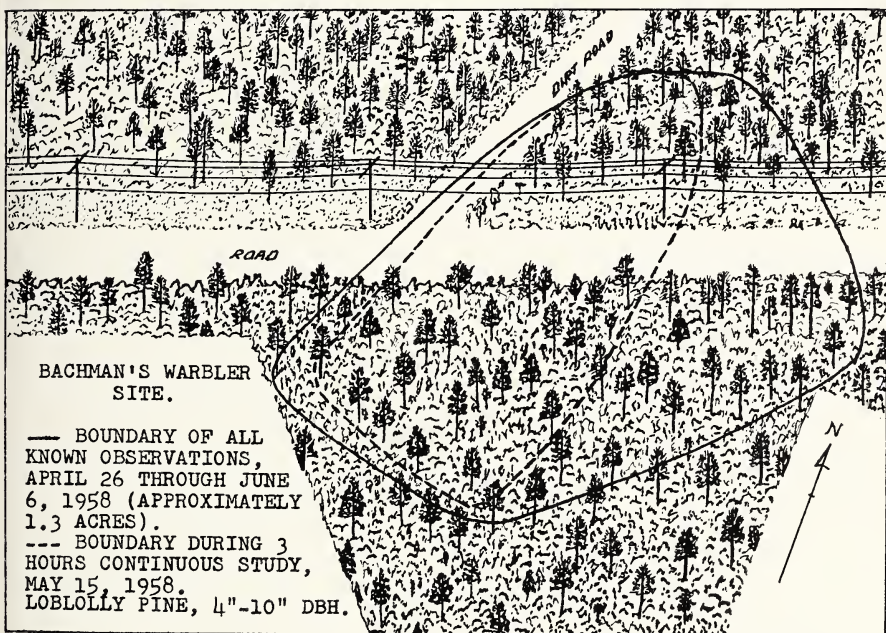 DIRT ROAD
ROAD
BACHMAN'S WARBLER
SITE.
— BOUNDARY OF ALL
KNOWN OBSERVATIONS,
APRIL 26 THROUGH JUNE
6, 1958 (APPROXIMATELY
1.3 ACRES).
--- BOUNDARY DURING 3
HOURS CONTINUOUS STUDY,
MAY 15, 1958.
LOBLOLLY PINE, 4"-10" DBH.
N